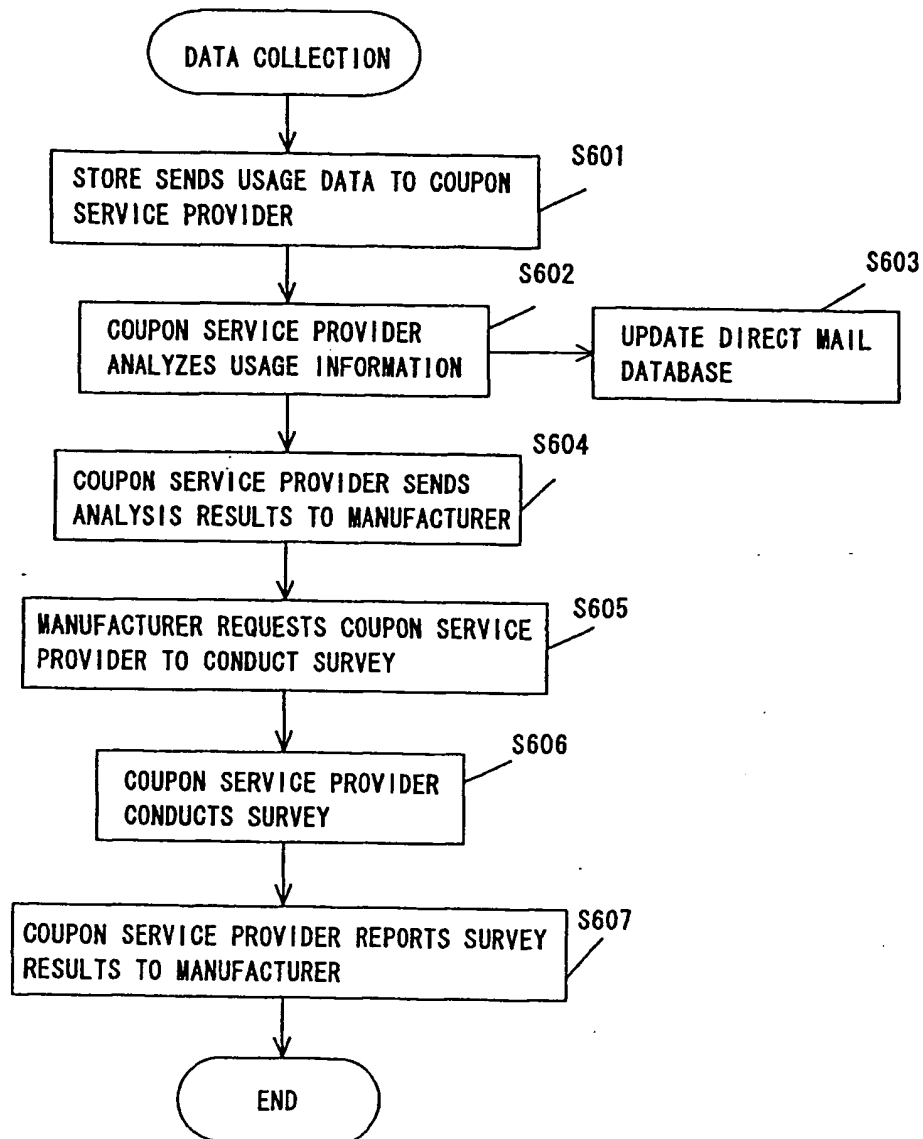 DATA COLLECTION
S601
STORE SENDS USAGE DATA TO COUPON
SERVICE PROVIDER
S602
S603
COUPON SERVICE PROVIDER
ANALYZES USAGE INFORMATION
UPDATE DIRECT MAIL
DATABASE
S604
COUPON SERVICE PROVIDER SENDS
ANALYSIS RESULTS TO MANUFACTURER
S605
MANUFACTURER REQUESTS COUPON SERVICE
PROVIDER TO CONDUCT SURVEY
S606
COUPON SERVICE PROVIDER
CONDUCTS SURVEY
S607
COUPON SERVICE PROVIDER REPORTS SURVEY
RESULTS TO MANUFACTURER
END